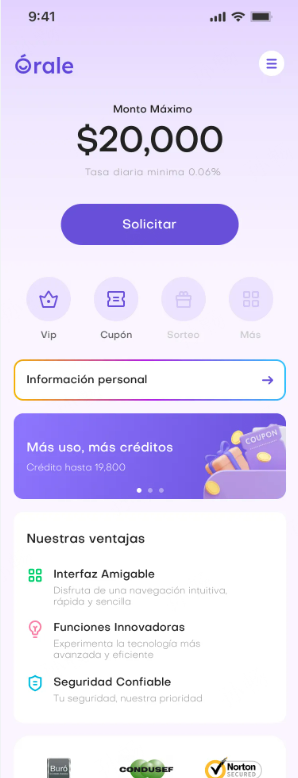 9:41
Órale
Monto Máximo
$20,000
Tasa diaria minima 0.06%
Solicitar
Vip Cupón Sorteo Más
Información personal
COUPON
Más uso, más créditos
Crédito hasta 19,800
Nuestras ventajas
Interfaz Amigable
Disfruta de una navegación intuitiva,
rápida y sencilla
Funciones Innovadoras
Experimenta la tecnología más
avanzada y eficiente
Seguridad Confiable
Tu seguridad, nuestra prioridad
Buró
CONDUSEF
Norton
SECURED